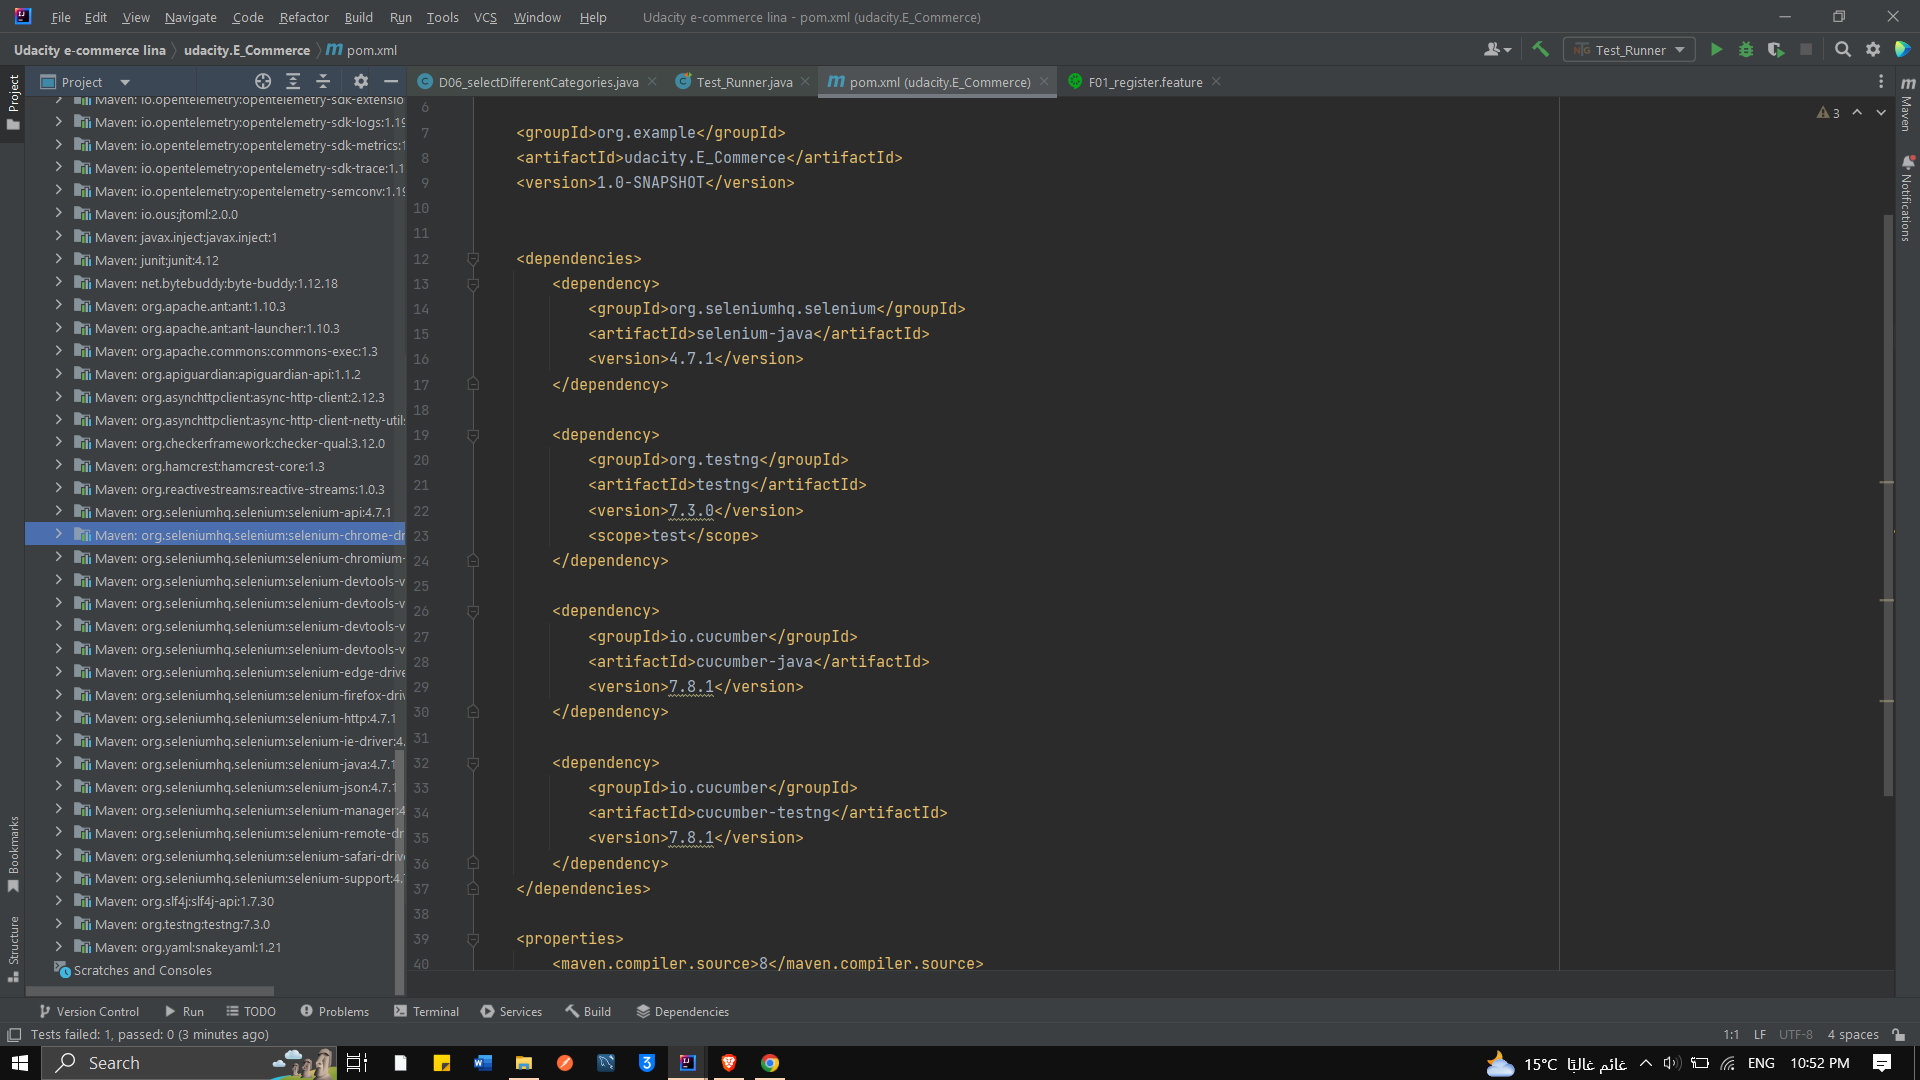 File Edit View Navigate Code Refactor Build Run Tools VCS Window Help Udacity e-commerce lina - pom.xml (udacity.E_Commerce)
Udacity e-commerce lina udacity.E_Commerce m pom.xml Test_Runner
Project D06_selectDifferentCategories.java Test_Runner.java pom.xml (udacity.E_Commerce) F01_register.feature
Project
Maven
Notifications
Bookmarks
Structure
Maven: io.opentelemetry:opentelemetry-sdk-extensio
Maven: io.opentelemetry:opentelemetry-sdk-logs:1.19
Maven: io.opentelemetry:opentelemetry-sdk-metrics:1
Maven: io.opentelemetry:opentelemetry-sdk-trace:1.1
Maven: io.opentelemetry:opentelemetry-semconv:1.19
Maven: io.ous:jtoml:2.0.0
Maven: javax.inject:javax.inject:1
Maven: junit:junit:4.12
Maven: net.bytebuddy:byte-buddy:1.12.18
Maven: org.apache.ant:ant:1.10.3
Maven: org.apache.ant:ant-launcher:1.10.3
Maven: org.apache.commons:commons-exec:1.3
Maven: org.apiguardian:apiguardian-api:1.1.2
Maven: org.asynchttpclient:async-http-client:2.12.3
Maven: org.asynchttpclient:async-http-client-netty-util
Maven: org.checkerframework:checker-qual:3.12.0
Maven: org.hamcrest:hamcrest-core:1.3
Maven: org.reactivestreams:reactive-streams:1.0.3
Maven: org.seleniumhq.selenium:selenium-api:4.7.1
Maven: org.seleniumhq.selenium:selenium-chrome-dr
Maven: org.seleniumhq.selenium:selenium-chromium-
Maven: org.seleniumhq.selenium:selenium-devtools-v
Maven: org.seleniumhq.selenium:selenium-devtools-v
Maven: org.seleniumhq.selenium:selenium-devtools-v
Maven: org.seleniumhq.selenium:selenium-devtools-v
Maven: org.seleniumhq.selenium:selenium-edge-drive
Maven: org.seleniumhq.selenium:selenium-firefox-driv
Maven: org.seleniumhq.selenium:selenium-http:4.7.1
Maven: org.seleniumhq.selenium:selenium-ie-driver:4.
Maven: org.seleniumhq.selenium:selenium-java:4.7.1
Maven: org.seleniumhq.selenium:selenium-json:4.7.1
Maven: org.seleniumhq.selenium:selenium-manager:4
Maven: org.seleniumhq.selenium:selenium-remote-dr
Maven: org.seleniumhq.selenium:selenium-safari-drive
Maven: org.seleniumhq.selenium:selenium-support:4.
Maven: org.slf4j:slf4j-api:1.7.30
Maven: org.testng:testng:7.3.0
Maven: org.yaml:snakeyaml:1.21
Scratches and Consoles
3
6
7 <groupId>org.example</groupId>
8 <artifactId>udacity.E_Commerce</artifactId>
9 <version>1.0-SNAPSHOT</version>
10
11
12 <dependencies>
13 <dependency>
14 <groupId>org.seleniumhq.selenium</groupId>
15 <artifactId>selenium-java</artifactId>
16 <version>4.7.1</version>
17 </dependency>
18
19 <dependency>
20 <groupId>org.testng</groupId>
21 <artifactId>testng</artifactId>
22 <version>7.3.0</version>
23 <scope>test</scope>
24 </dependency>
25
26 <dependency>
27 <groupId>io.cucumber</groupId>
28 <artifactId>cucumber-java</artifactId>
29 <version>7.8.1</version>
30 </dependency>
31
32 <dependency>
33 <groupId>io.cucumber</groupId>
34 <artifactId>cucumber-testng</artifactId>
35 <version>7.8.1</version>
36 </dependency>
37 </dependencies>
38
39 <properties>
40 <maven.compiler.source>8</maven.compiler.source>
Version Control Run TODO Problems Terminal Services Build Dependencies
Tests failed: 1, passed: 0 (3 minutes ago) 1:1 LF UTF-8 4 spaces
Search 15°C غائم غالبًا ENG 10:52 PM